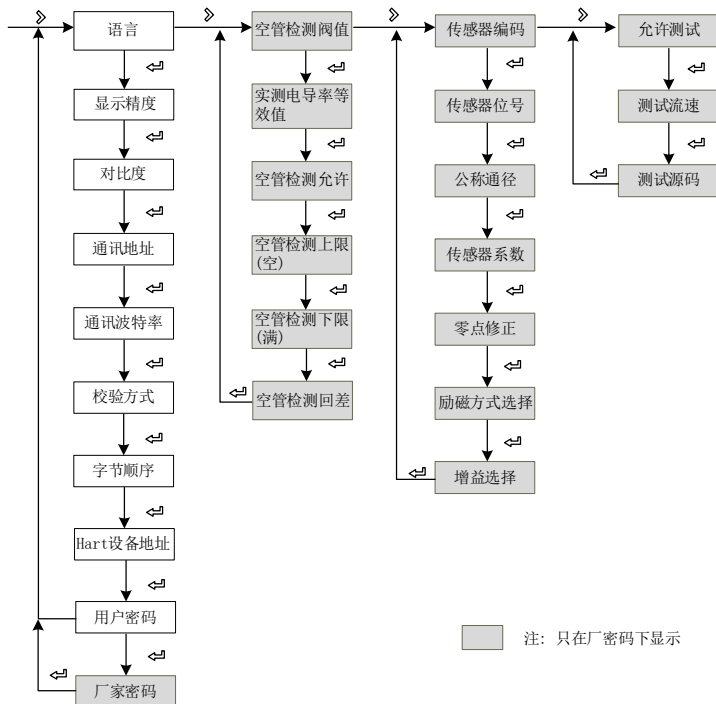 语言
显示精度
对比度
通讯地址
通讯波特率
校验方式
字节顺序
Hart设备地址
用户密码
厂家密码
空管检测阀值
实测电导率等
效值
空管检测允许
空管检测上限
(空)
空管检测下限
(满)
空管检测回差
传感器编码
传感器位号
公称通径
传感器系数
零点修正
励磁方式选择
增益选择
允许测试
测试流速
测试源码
注: 只在厂密码下显示